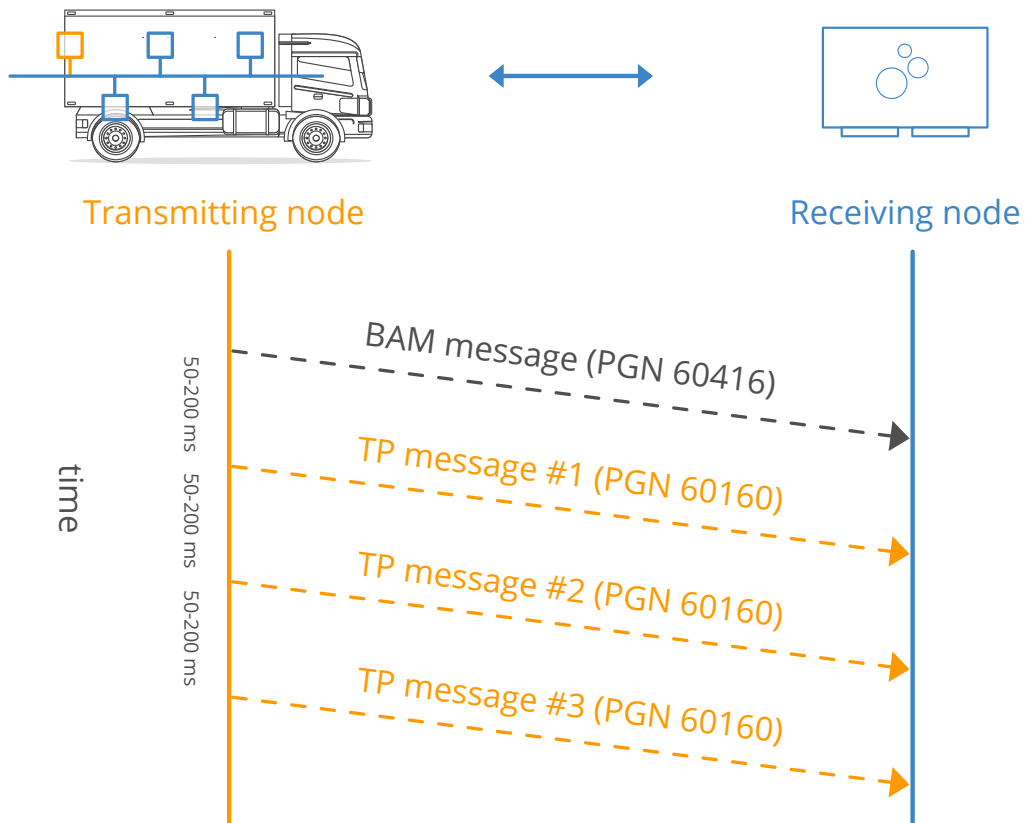 Transmitting node
Receiving node
BAM message (PGN 60416)
50-200 ms
TP message #1 (PGN 60160)
time
50-200 ms
TP message #2 (PGN 60160)
50-200 ms
TP message #3 (PGN 60160)